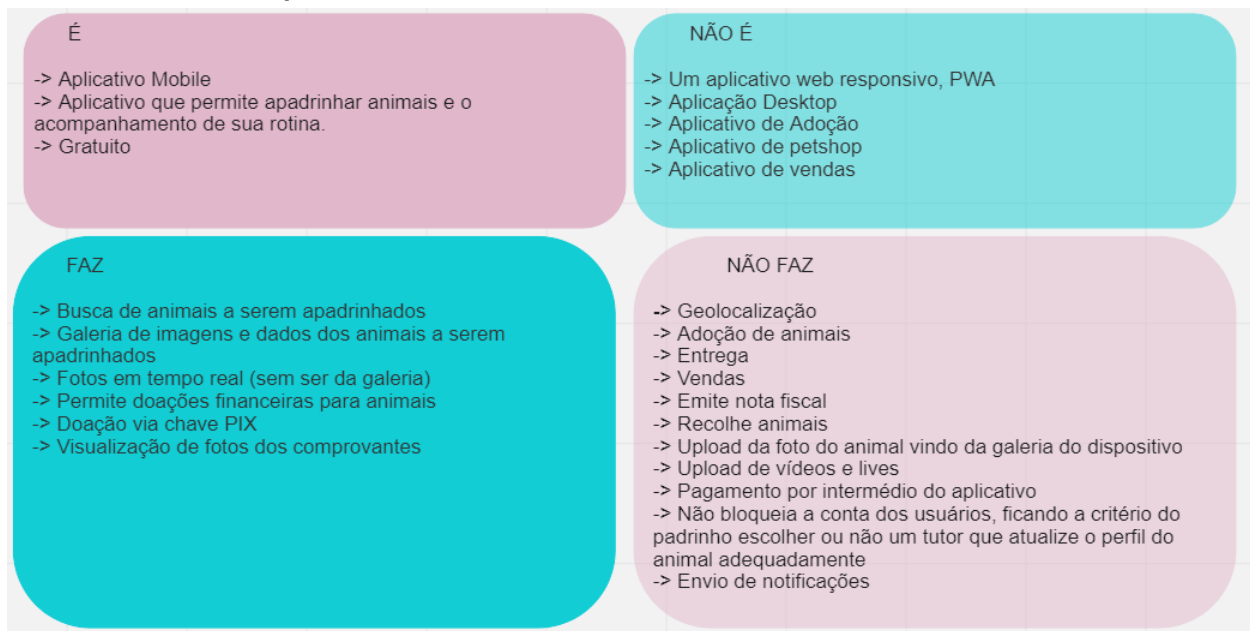 É
-> Aplicativo Mobile
-> Aplicativo que permite apadrinhar animais e o
acompanhamento de sua rotina.
-> Gratuito
NÃO É
-> Um aplicativo web responsivo, PWA
-> Aplicação Desktop
-> Aplicativo de Adoção
-> Aplicativo de petshop
-> Aplicativo de vendas
FAZ
-> Busca de animais a serem apadrinhados
-> Galeria de imagens e dados dos animais a serem
apadrinhados
-> Fotos em tempo real (sem ser da galeria)
-> Permite doações financeiras para animais
-> Doação via chave PIX
-> Visualização de fotos dos comprovantes
NÃO FAZ
-> Geolocalização
-> Adoção de animais
-> Entrega
-> Vendas
-> Emite nota fiscal
-> Recolhe animais
-> Upload da foto do animal vindo da galeria do dispositivo
-> Upload de vídeos e lives
-> Pagamento por intermédio do aplicativo
-> Não bloqueia a conta dos usuários, ficando a critério do
padrinho escolher ou não um tutor que atualize o perfil do
animal adequadamente
-> Envio de notificações